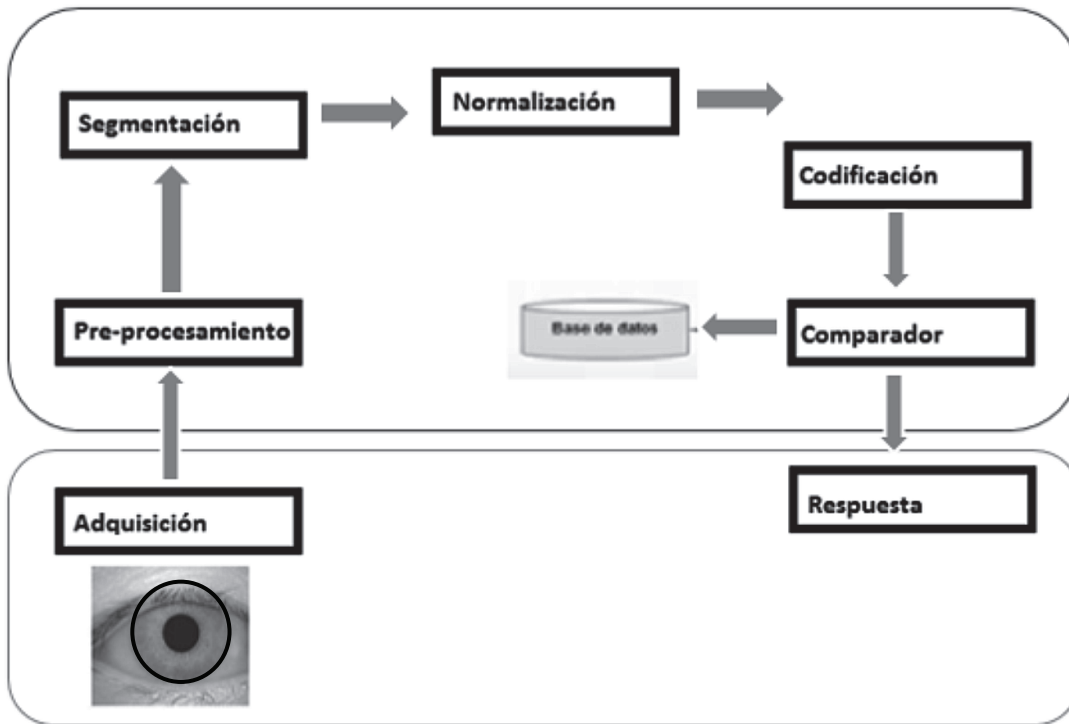 Segmentación
Normalización
Codificación
Pre-procesamiento
Base de datos
Comparador
Adquisición
Respuesta